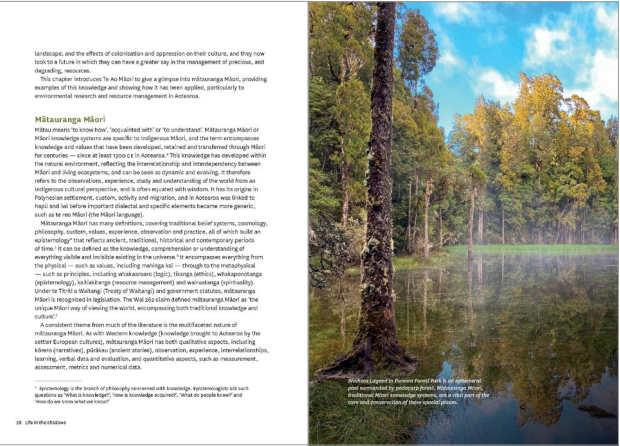 landscape, and the effects of colonisation and oppression on their culture, and they now
look to a future in which they can have a greater say in the management of precious, and
degrading, resources.
This chapter introduces Te Ao Māori to give a glimpse into mātauranga Māori, providing
examples of this knowledge and showing how it has been applied, particularly to
environmental research and resource management in Aotearoa.
Mātauranga Māori
Mātau means ‘to know how’, ‘acquainted with’ or ‘to understand’. Mātauranga Māori or
Māori knowledge systems are specific to Indigenous Māori, and the term encompasses
knowledge and values that have been developed, retained and transferred through Māori
for centuries — since at least 1300 CE in Aotearoa. This knowledge has developed within
the natural environment, reflecting the interrelationship and interdependency between
Māori and living ecosystems, and can be seen as dynamic and evolving. It therefore
refers to the observations, experience, study and understanding of the world from an
Indigenous cultural perspective, and is often equated with wisdom. It has its origins in
Polynesian settlement, custom, activity and migration, and in Aotearoa was linked to
hapū and iwi before important dialectal and specific elements became more generic,
such as te reo Māori (the Māori language).
Mātauranga Māori has many definitions, covering traditional belief systems, cosmology,
philosophy, custom, values, experience, observation and practice, all of which build an
epistemology* that reflects ancient, traditional, historical and contemporary periods
of time. It can be defined as the knowledge, comprehension or understanding of
everything visible and invisible existing in the universe. It encompasses everything from
the physical — such as values, including mahinga kai — through to the metaphysical
— such as principles, including whakaaroaro (logic), tikanga (ethics), whakaponotanga
(epistemology), kaitiakitanga (resource management) and wairuatanga (spirituality).
Under te Tiriti o Waitangi (Treaty of Waitangi) and government statutes, mātauranga
Māori is recognised in legislation. The Wai 262 claim defined mātauranga Māori as ‘the
unique Māori way of viewing the world, encompassing both traditional knowledge and
culture’.
A consistent theme from much of the literature is the multifaceted nature of
mātauranga Māori. As with Western knowledge (knowledge brought to Aotearoa by the
settler European cultures), mātauranga Māori has both qualitative aspects, including
kōrero (narratives), pūrākau (ancient stories), observation, experience, interrelationships,
learning, verbal data and evaluation, and quantitative aspects, such as measurement,
assessment, metrics and numerical data.
* Epistemology is the branch of philosophy concerned with knowledge. Epistemologists ask such
questions as ‘What is knowledge?’, ‘How is knowledge acquired?’, ‘What do people know?’ and
‘How do we know what we know?’
28 Life in the Shallows
Waihora Lagoon in Pureora Forest Park is an ephemeral
pool surrounded by podocarp forest. Mātauranga Māori,
traditional Māori knowledge systems, are a vital part of the
care and conservation of these special places.